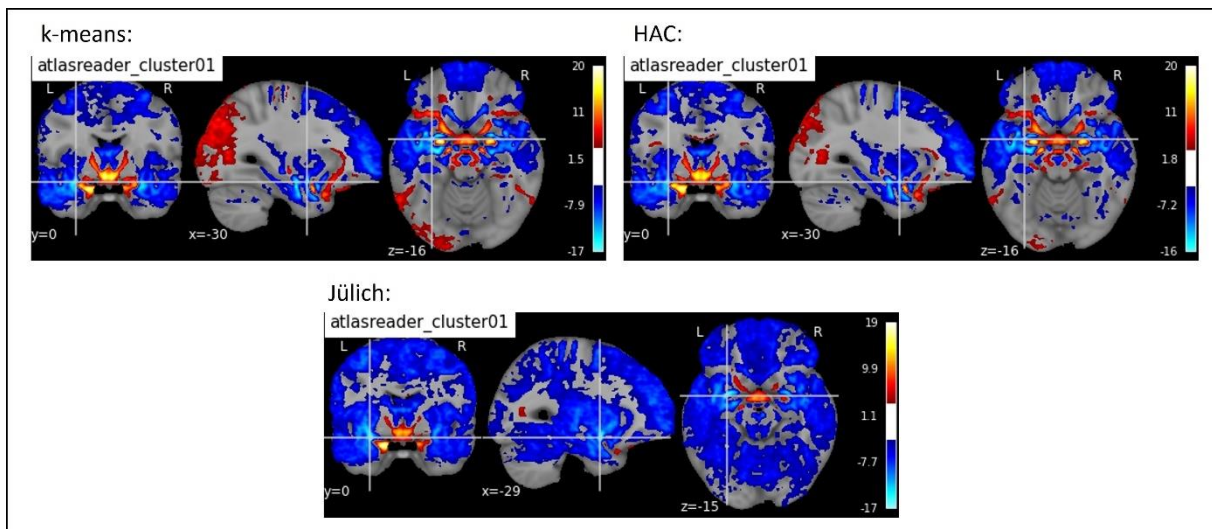 k-means:
atlasreader_cluster01
L R L R
20
11
1.5
-7.9
-17
y=0 x=-30 z=-16
HAC:
atlasreader_cluster01
L R L R
20
11
1.8
-7.2
-16
y=0 x=-30 z=-16
Jülich:
atlasreader_cluster01
L R L R
19
9.9
1.1
-7.7
-17
y=0 x=-29 z=-15